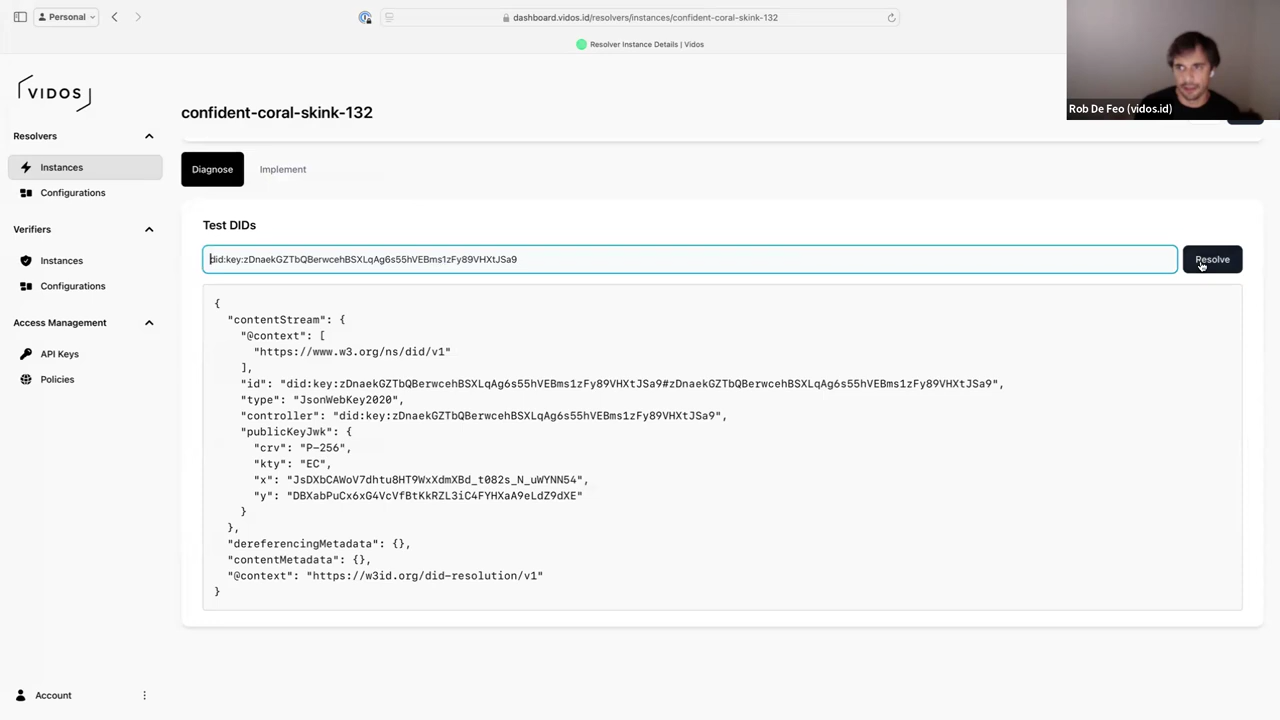 Personal
dashboard.vidos.id/resolvers/instances/confident-coral-skink-132
Resolver Instance Details | Vidos
Rob De Feo (vidos.id)
VIDOS
Resolvers
Instances
Configurations
Verifiers
Instances
Configurations
Access Management
API Keys
Policies
Account
confident-coral-skink-132
Diagnose
Implement
Test DIDs
did:key:zDnaekGZTbQBerwcehBSXLqAg6s55hVEBms1zFy89VHXtJSa9
Resolve
{
"contentStream": {
"@context": [
"https://www.w3.org/ns/did/v1"
],
"id": "did:key:zDnaekGZTbQBerwcehBSXLqAg6s55hVEBms1zFy89VHXtJSa9#zDnaekGZTbQBerwcehBSXLqAg6s55hVEBms1zFy89VHXtJSa9",
"type": "JsonWebKey2020",
"controller": "did:key:zDnaekGZTbQBerwcehBSXLqAg6s55hVEBms1zFy89VHXtJSa9",
"publicKeyJwk": {
"crv": "P-256",
"kty": "EC",
"x": "JsDXbCAWoV7dhtu8HT9WxXdmXBd_t082s_N_uWYNN54",
"y": "DBXabPuCx6xG4VcVfBtKkRZL3iC4FYHXaA9eLdZ9dXE"
}
},
"dereferencingMetadata": {},
"contentMetadata": {},
"@context": "https://w3id.org/did-resolution/v1"
}